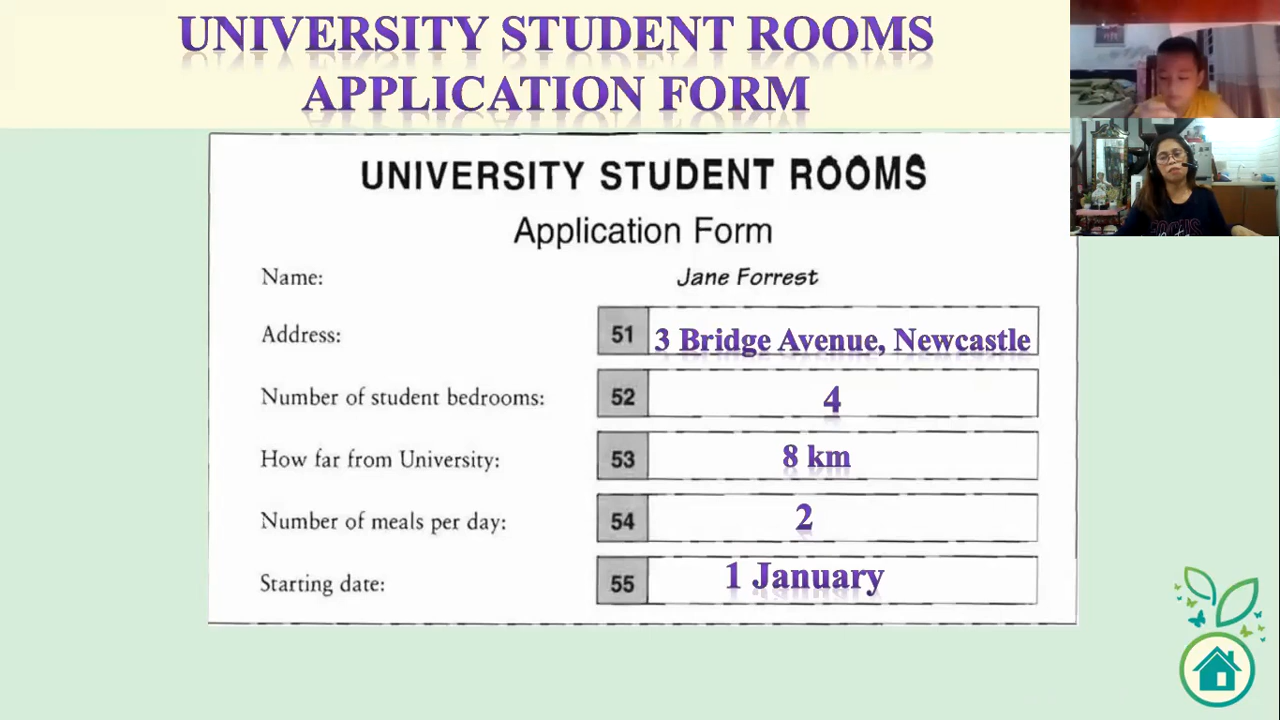 UNIVERSITY STUDENT ROOMS
APPLICATION FORM
UNIVERSITY STUDENT ROOMS
Application Form
Name: Jane Forrest
Address: 51 3 Bridge Avenue, Newcastle
Number of student bedrooms: 52 4
How far from University: 53 8 km
Number of meals per day: 54 2
Starting date: 55 1 January